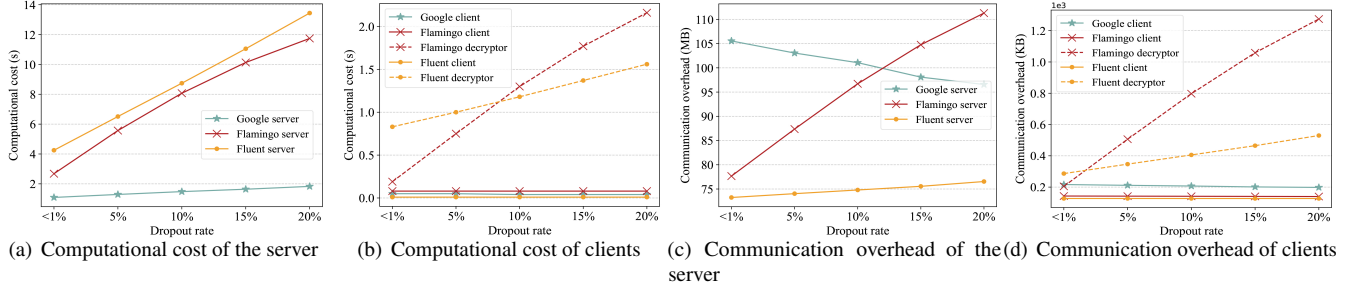 14
12
10
8
6
4
2
Computational cost (s)
Google server
Flamingo server
Fluent server
<1% 5% 10% 15% 20%
Dropout rate
(a) Computational cost of the server
2.0
1.5
1.0
0.5
0.0
Computational cost (s)
Google client
Flamingo client
Flamingo decryptor
Fluent client
Fluent decryptor
<1% 5% 10% 15% 20%
Dropout rate
(b) Computational cost of clients
110
105
100
95
90
85
80
75
Communication overhead (MB)
Google server
Flamingo server
Fluent server
<1% 5% 10% 15% 20%
Dropout rate
(c) Communication overhead of the
server
1e3
1.2
1.0
0.8
0.6
0.4
0.2
Communication overhead (KB)
Google client
Flamingo client
Flamingo decryptor
Fluent client
Fluent decryptor
<1% 5% 10% 15% 20%
Dropout rate
(d) Communication overhead of clients